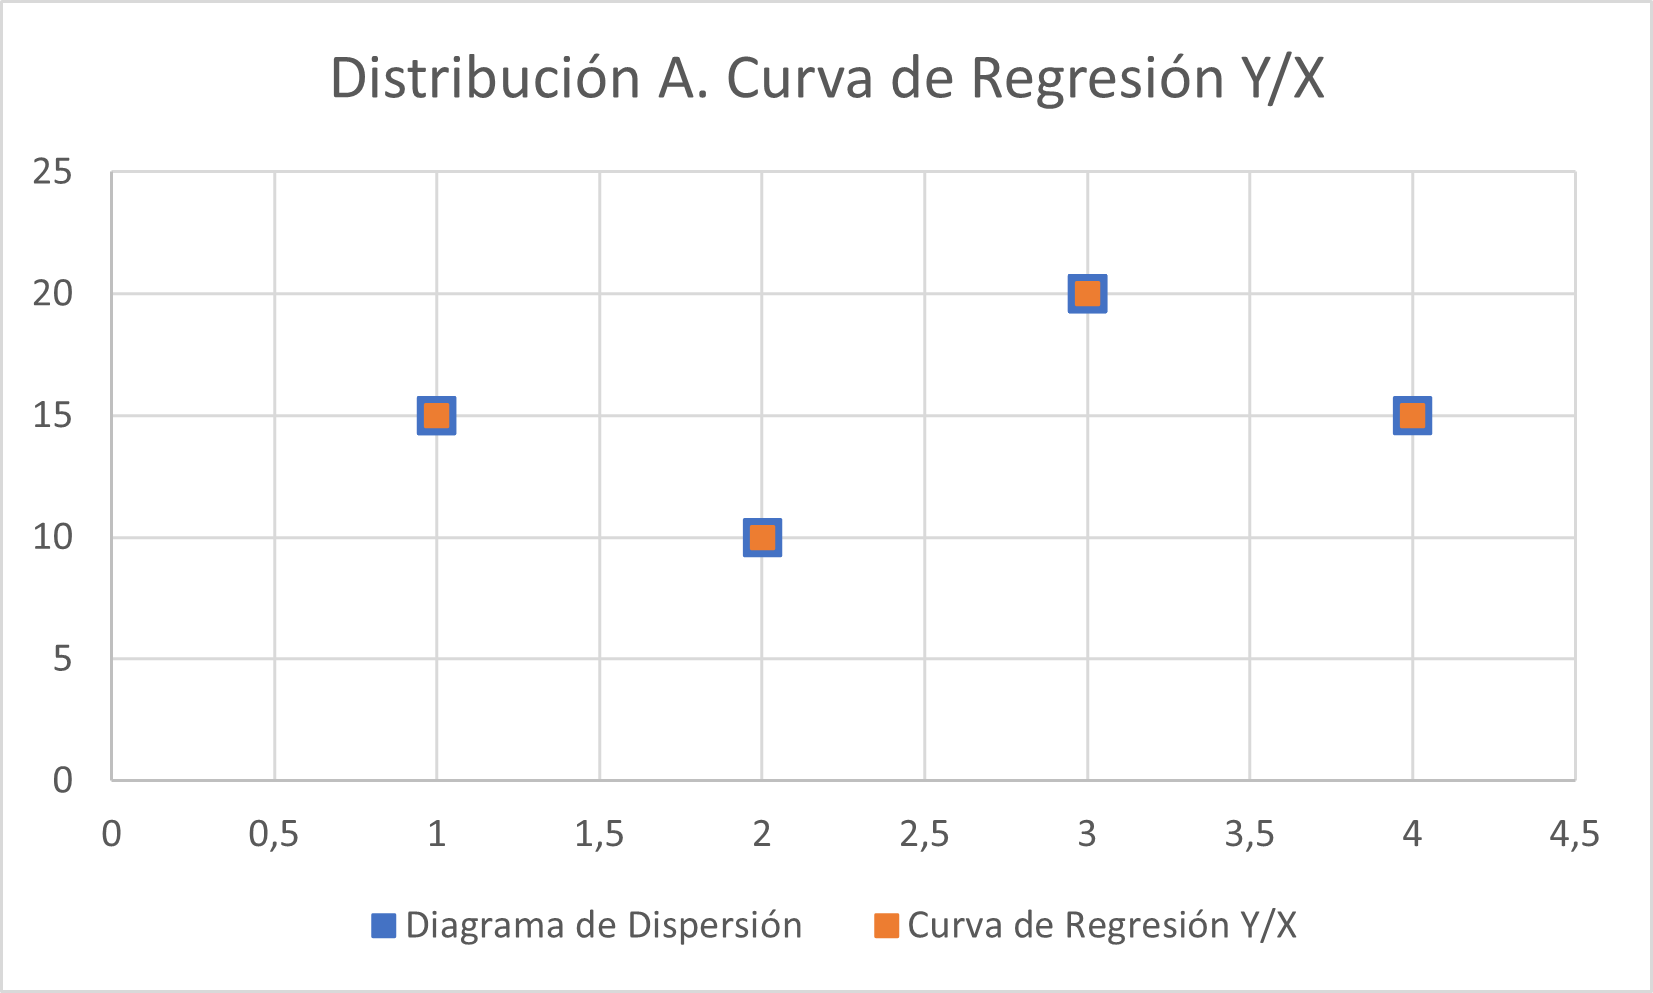 Distribución A. Curva de Regresión Y/X
25
20
15
10
5
0
0 0,5 1 1,5 2 2,5 3 3,5 4 4,5
Diagrama de Dispersión Curva de Regresión Y/X